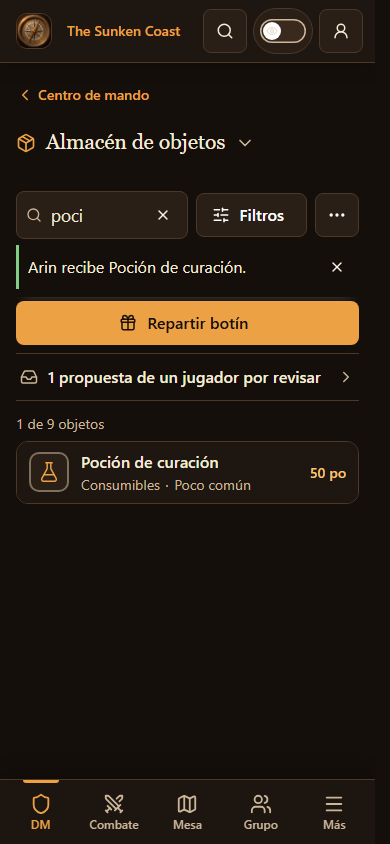 The Sunken Coast
Centro de mando
Almacén de objetos
poci
Filtros
Arin recibe Poción de curación.
Repartir botín
1 propuesta de un jugador por revisar
1 de 9 objetos
Poción de curación
50 po
Consumibles · Poco común
DM
Combate
Mesa
Grupo
Más